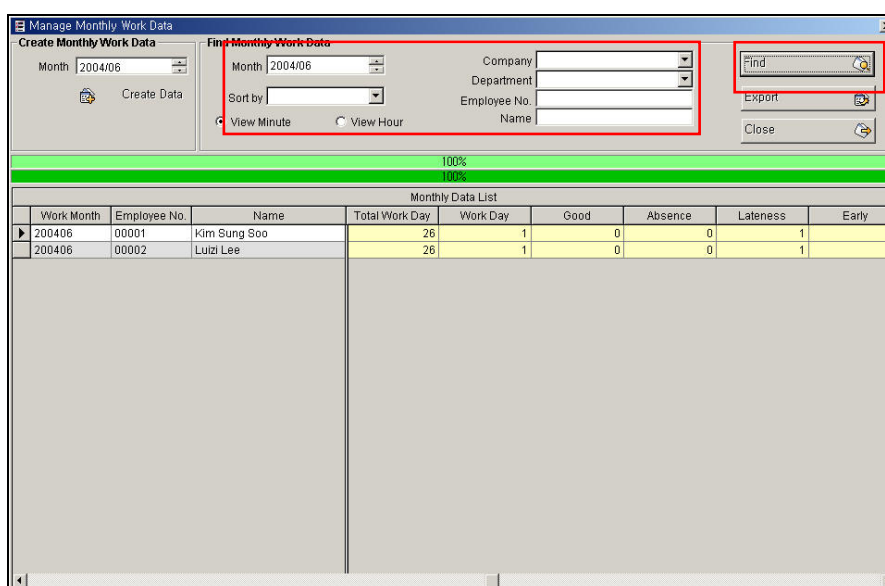 Manage Monthly Work Data
Create Monthly Work Data
Month 2004/06
Create Data
Find Monthly Work Data
Month 2004/06
Sort by
View Minute View Hour
Company
Department
Employee No.
Name
Find
Export
Close
100%
100%
Monthly Data List
Work Month Employee No. Name Total Work Day Work Day Good Absence Lateness Early
200406 00001 Kim Sung Soo 26 1 0 0 1
200406 00002 Luizi Lee 26 1 0 0 1